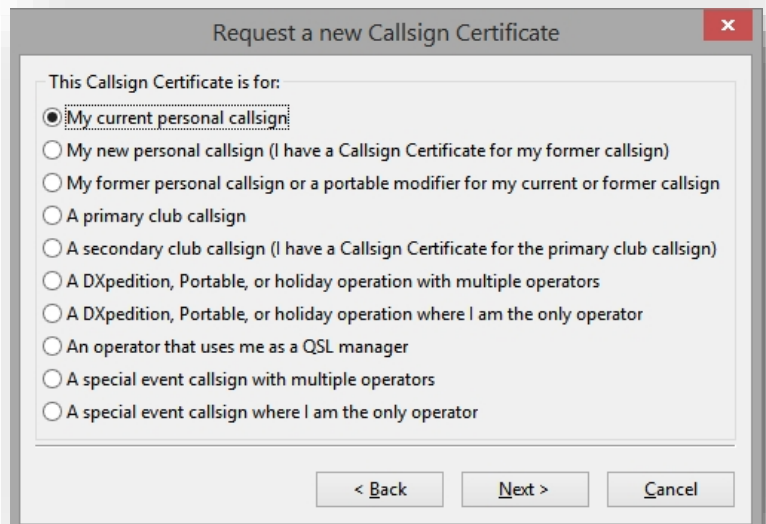 Request a new Callsign Certificate
x
This Callsign Certificate is for:
My current personal callsign
My new personal callsign (I have a Callsign Certificate for my former callsign)
My former personal callsign or a portable modifier for my current or former callsign
A primary club callsign
A secondary club callsign (I have a Callsign Certificate for the primary club callsign)
A DXpedition, Portable, or holiday operation with multiple operators
A DXpedition, Portable, or holiday operation where I am the only operator
An operator that uses me as a QSL manager
A special event callsign with multiple operators
A special event callsign where I am the only operator
< Back Next > Cancel